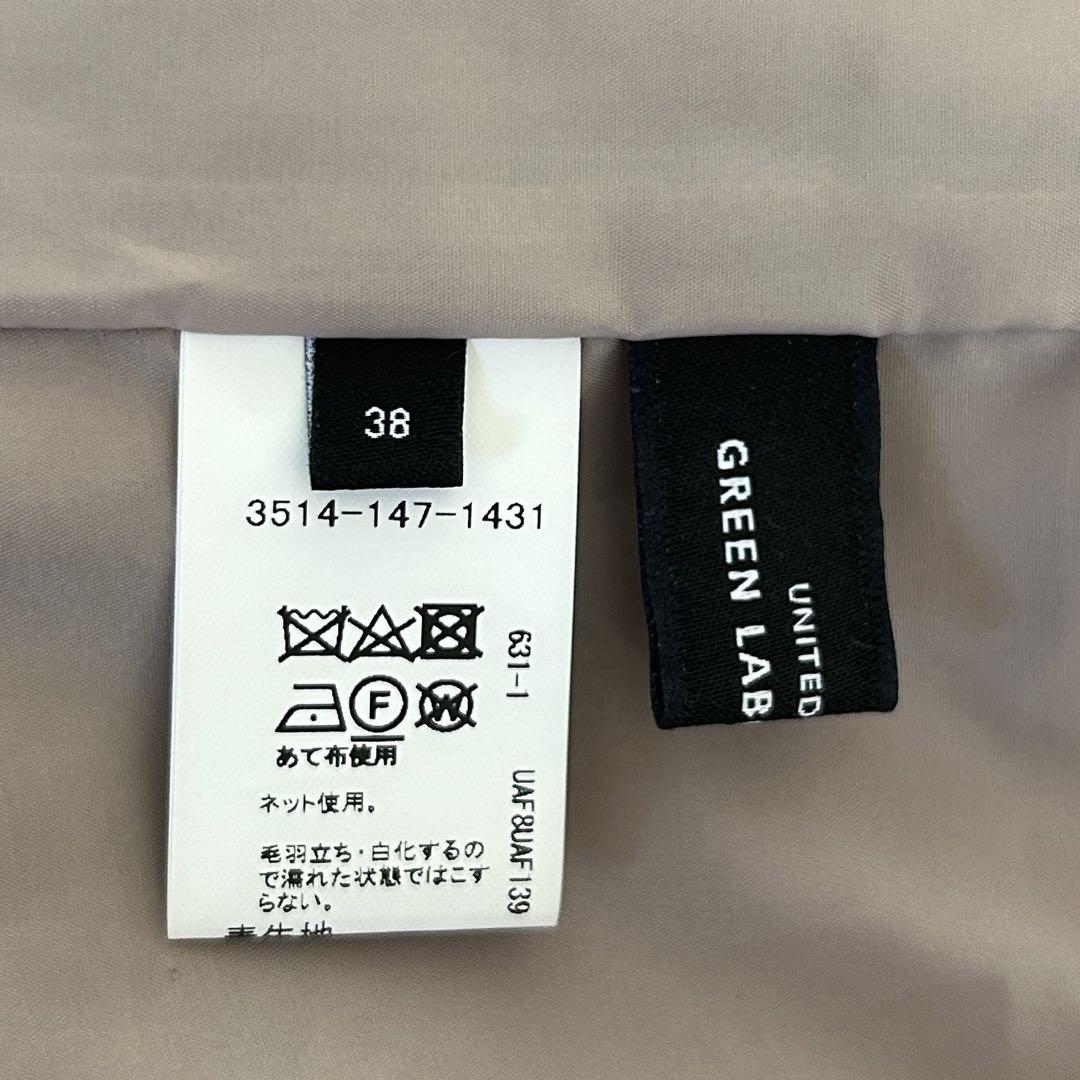 38
3514-147-1431
631-1
F
W
あて布使用
ネット使用。
毛羽立ち・白化するの
で濡れた状態ではこす
らない。
UAF&UAF139
UNITED
GREEN LAB